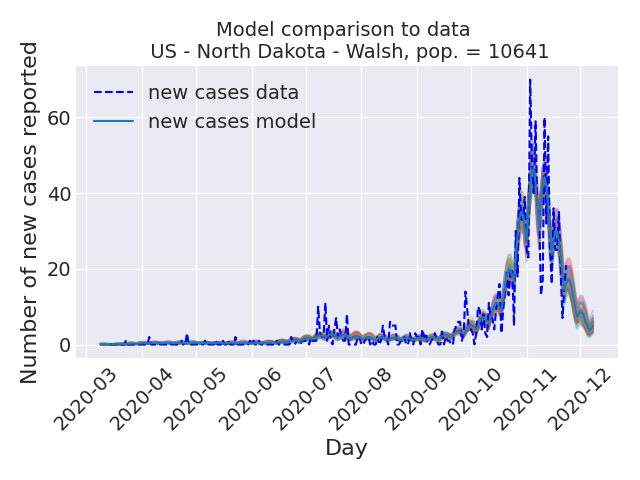 Model comparison to data
US - North Dakota - Walsh, pop. = 10641
new cases data
new cases model
Number of new cases reported
60
40
20
0
2020-03
2020-04
2020-05
2020-06
2020-07
2020-08
2020-09
2020-10
2020-11
2020-12
Day